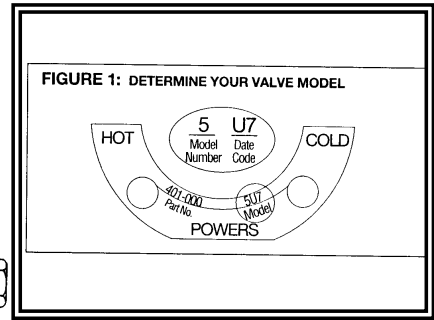 FIGURE 1: DETERMINE YOUR VALVE MODEL
HOT
5 U7
Model Number
Date Code
COLD
401-000
Part No.
5U7
Model
POWERS